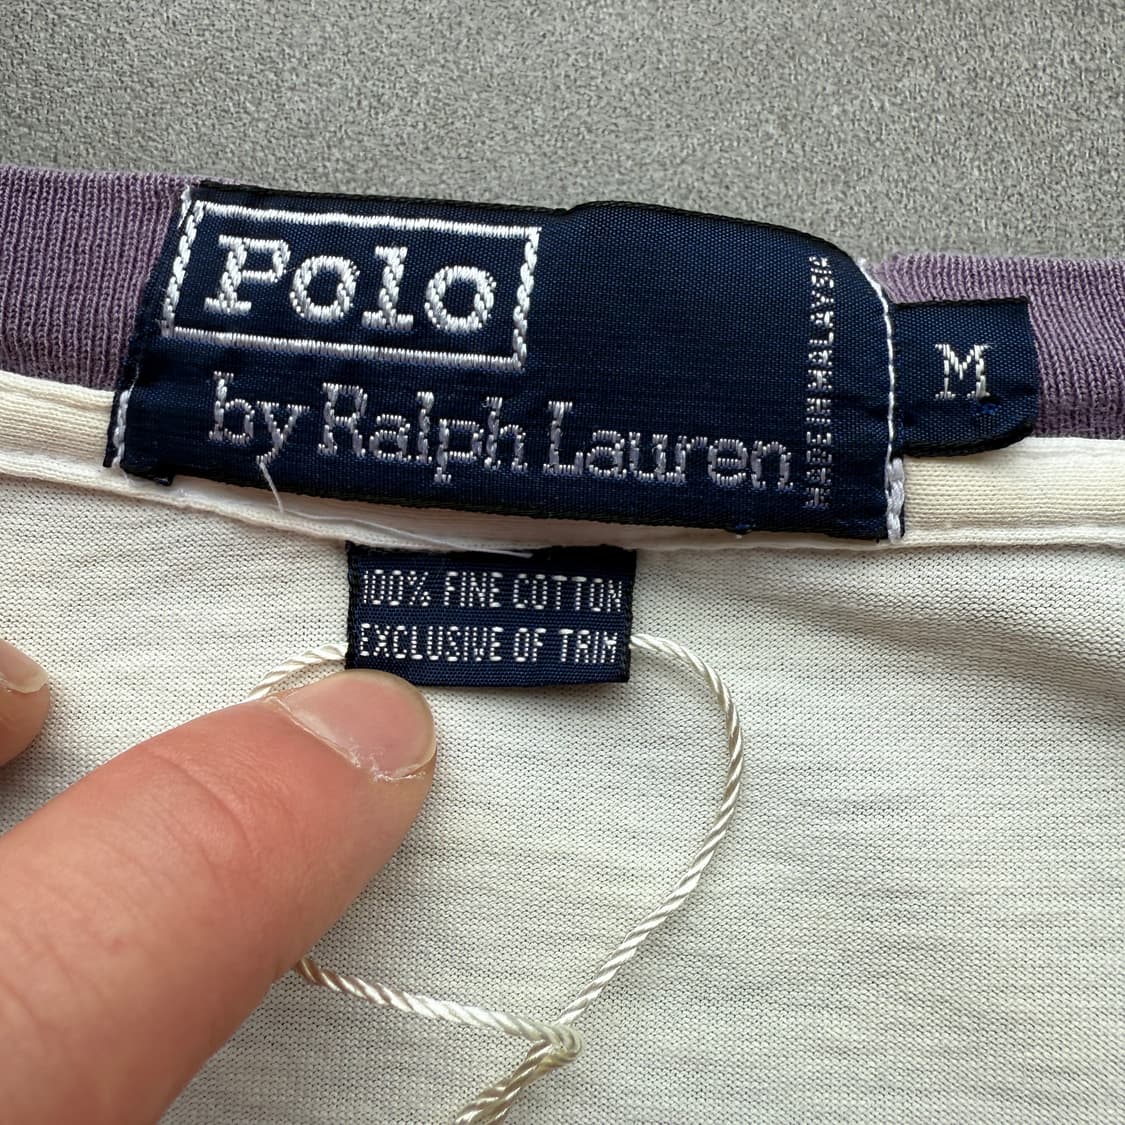 Polo
by Ralph Lauren
MADE IN MALAYSIA
M
100% FINE COTTON
EXCLUSIVE OF TRIM